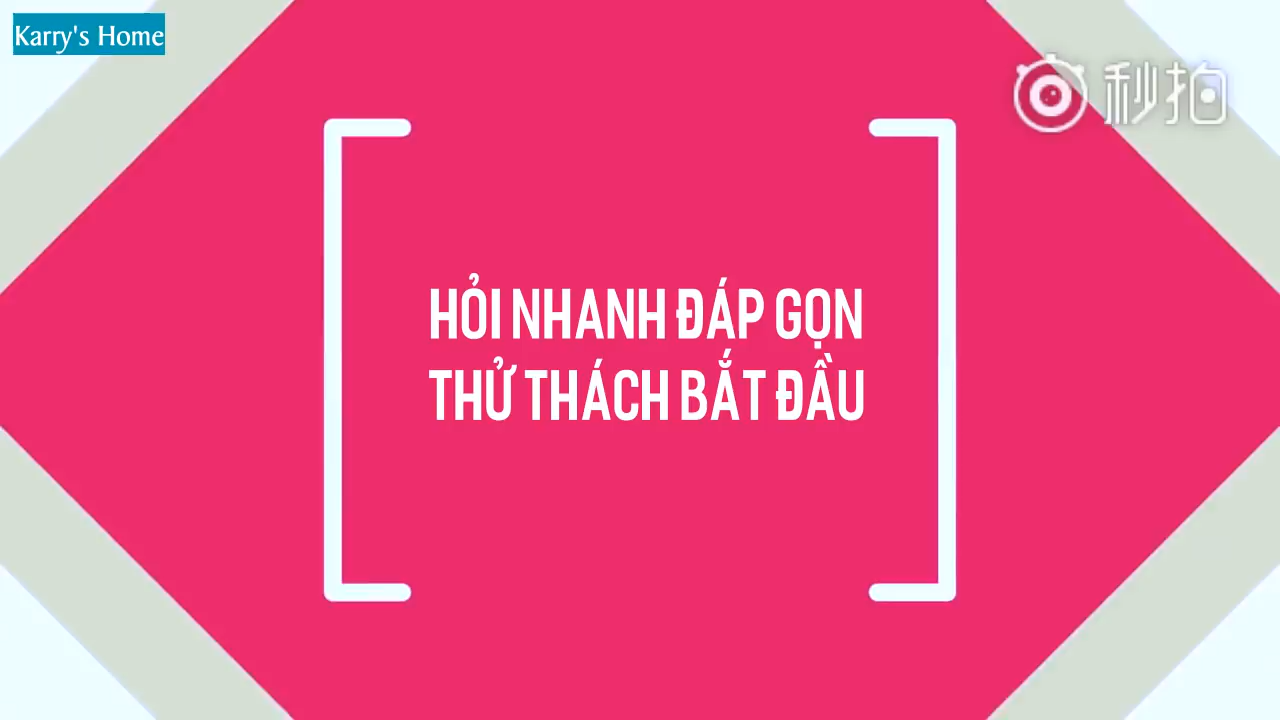 Karry's Home
秒拍
HỎI NHANH ĐÁP GỌN
THỬ THÁCH BẮT ĐẦU